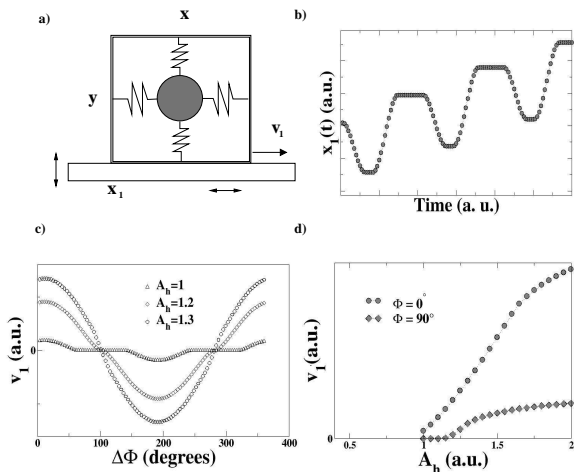 a)
x
y
v1
x1
b)
x1(t) (a.u.)
Time (a. u.)
c)
Ah=1
Ah=1.2
Ah=1.3
0
v1 (a.u.)
0 100 200 300 400
ΔΦ (degrees)
d)
Φ = 0°
Φ = 90°
v1(a.u.)
0
0.5 1 1.5 2
Ah (a.u.)